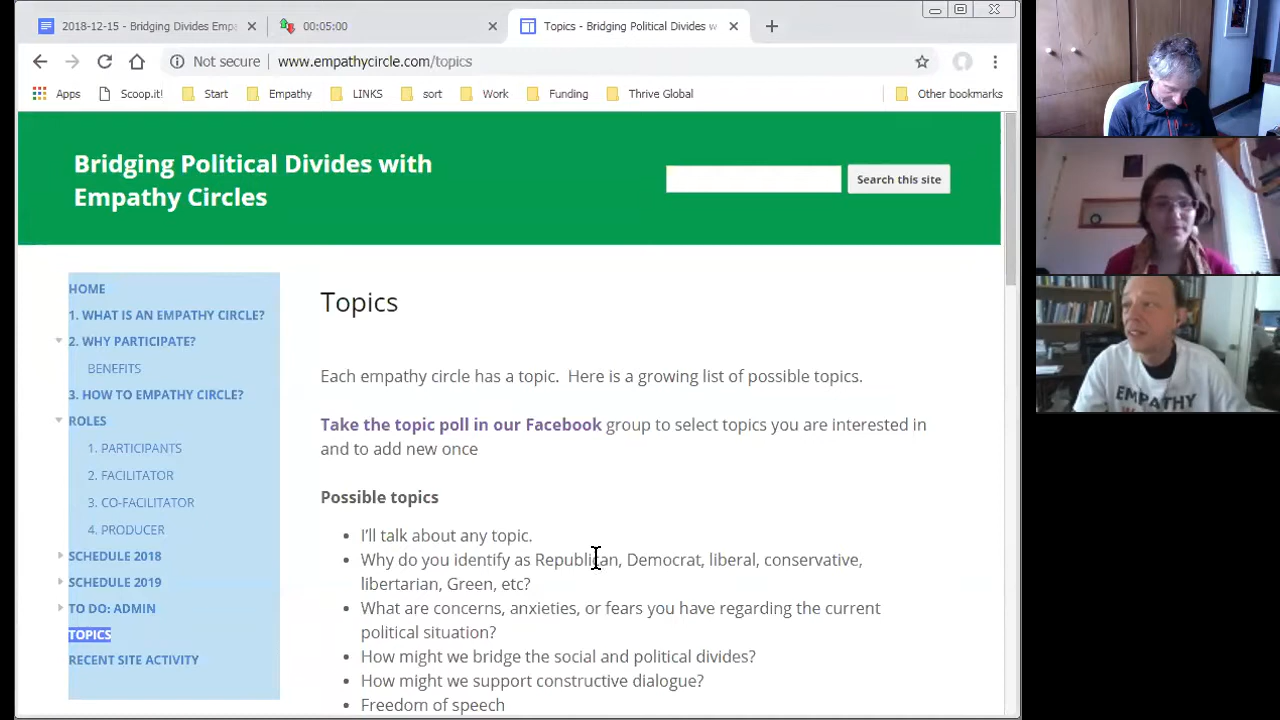 2018-12-15 - Bridging Divides Empa
00:05:00
Topics - Bridging Political Divides w
Not secure
www.empathycircle.com/topics
Apps
Scoop.it!
Start
Empathy
LINKS
sort
Work
Funding
Thrive Global
Other bookmarks
Bridging Political Divides with
Empathy Circles
Search this site
HOME
1. WHAT IS AN EMPATHY CIRCLE?
2. WHY PARTICIPATE?
BENEFITS
3. HOW TO EMPATHY CIRCLE?
ROLES
1. PARTICIPANTS
2. FACILITATOR
3. CO-FACILITATOR
4. PRODUCER
SCHEDULE 2018
SCHEDULE 2019
TO DO: ADMIN
TOPICS
RECENT SITE ACTIVITY
Topics
Each empathy circle has a topic.  Here is a growing list of possible topics.
Take the topic poll in our Facebook group to select topics you are interested in
and to add new once
Possible topics
I'll talk about any topic.
Why do you identify as Republican, Democrat, liberal, conservative,
libertarian, Green, etc?
What are concerns, anxieties, or fears you have regarding the current
political situation?
How might we bridge the social and political divides?
How might we support constructive dialogue?
Freedom of speech
EMPATHY